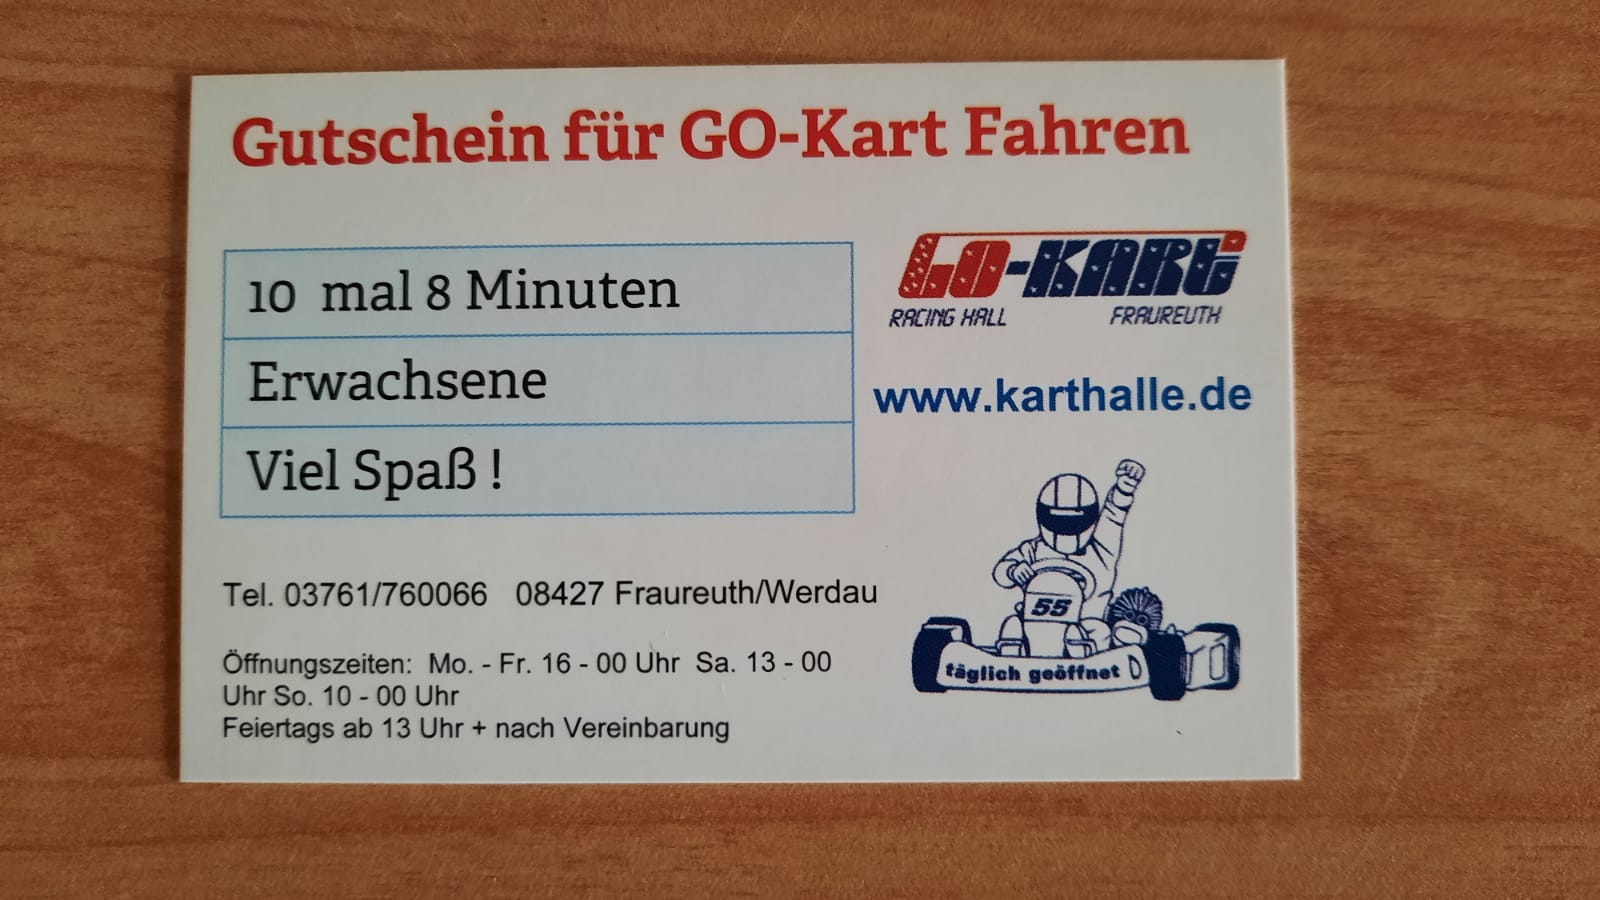 Gutschein für GO-Kart Fahren
10 mal 8 Minuten
Erwachsene
Viel Spaß !
GO-KART
RACING HALL FRAUREUTH
www.karthalle.de
55
täglich geöffnet
Tel. 03761/760066 08427 Fraureuth/Werdau
Öffnungszeiten: Mo. - Fr. 16 - 00 Uhr Sa. 13 - 00
Uhr So. 10 - 00 Uhr
Feiertags ab 13 Uhr + nach Vereinbarung